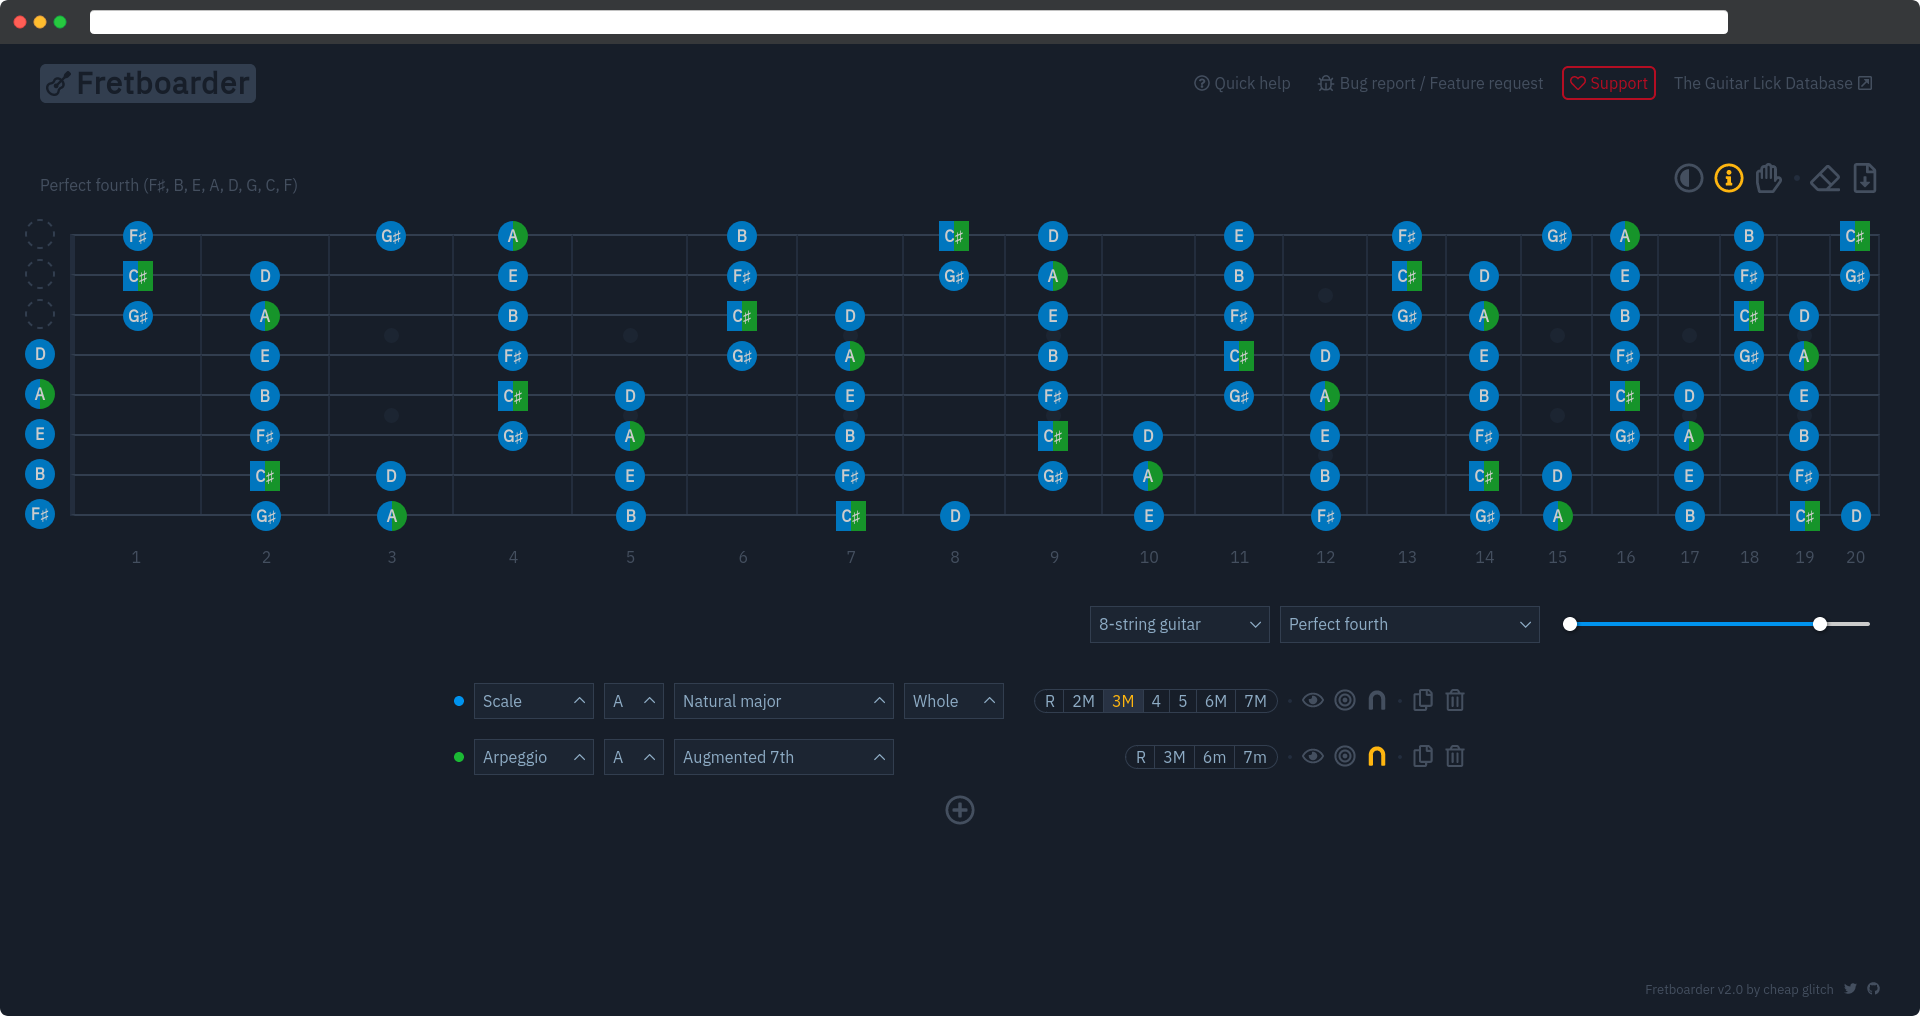 Fretboarder
Quick help Bug report / Feature request Support The Guitar Lick Database
Perfect fourth (F♯, B, E, A, D, G, C, F)
F♯ G♯ A B C♯ D E F♯ G♯ A B C♯
C♯ D E F♯ G♯ A B C♯ D E F♯ G♯
G♯ A B C♯ D E F♯ G♯ A B C♯ D
D E F♯ G♯ A B C♯ D E F♯ G♯ A
A B C♯ D E F♯ G♯ A B C♯ D E
E F♯ G♯ A B C♯ D E F♯ G♯ A B
B C♯ D E F♯ G♯ A B C♯ D E F♯
F♯ G♯ A B C♯ D E F♯ G♯ A B C♯ D
1 2 3 4 5 6 7 8 9 10 11 12 13 14 15 16 17 18 19 20
8-string guitar Perfect fourth
Scale A Natural major Whole R 2M 3M 4 5 6M 7M
Arpeggio A Augmented 7th R 3M 6m 7m
Fretboarder v2.0 by cheap glitch